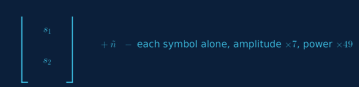 s₁
+ ñ − each symbol alone, amplitude ×7, power ×49
s₂